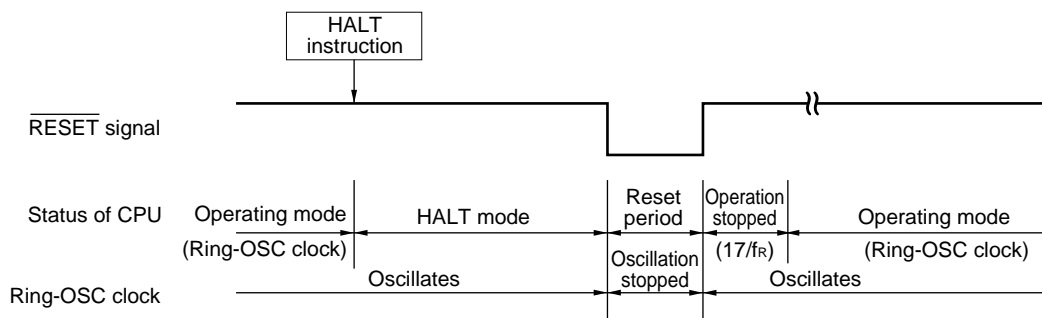 HALT
instruction
RESET signal
Status of CPU
Operating mode
(Ring-OSC clock)
HALT mode
Reset
period
Operation
stopped
(17/fR)
Operating mode
(Ring-OSC clock)
Ring-OSC clock
Oscillates
Oscillation
stopped
Oscillates